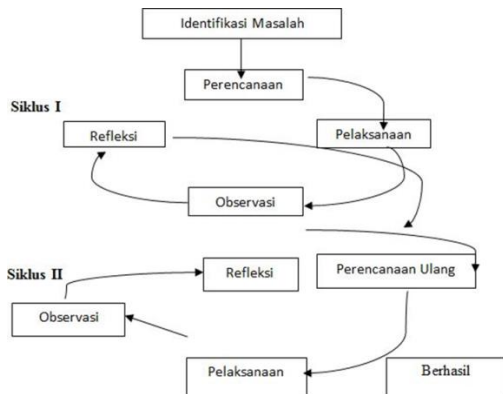 Identifikasi Masalah
Perencanaan
Siklus I
Refleksi
Pelaksanaan
Observasi
Siklus II
Refleksi
Perencanaan Ulang
Observasi
Pelaksanaan
Berhasil